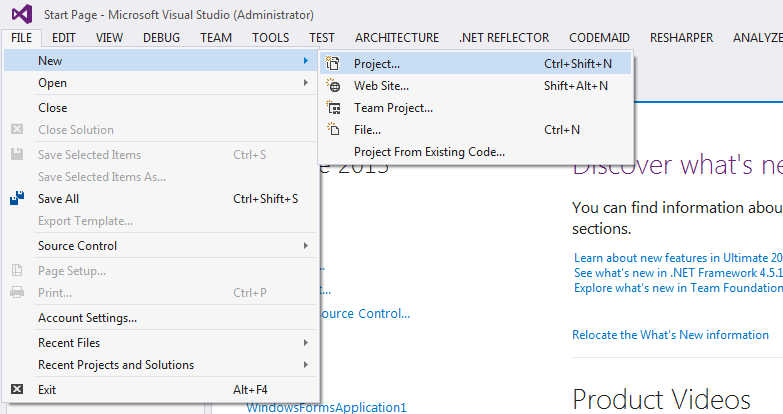 Start Page - Microsoft Visual Studio (Administrator)
FILE EDIT VIEW DEBUG TEAM TOOLS TEST ARCHITECTURE .NET REFLECTOR CODEMAID RESHARPER ANALYZE
New
Project... Ctrl+Shift+N
Open
Web Site... Shift+Alt+N
Close
Team Project...
Close Solution
File... Ctrl+N
Save Selected Items Ctrl+S
Project From Existing Code...
2013
Discover what's ne
Save Selected Items As...
Save All Ctrl+Shift+S
You can find information abou
sections.
Export Template...
Source Control
Learn about new features in Ultimate 20
Page Setup...
See what's new in .NET Framework 4.5.1
Print... Ctrl+P
Explore what's new in Team Foundation
Account Settings...
ource Control...
Recent Files
Relocate the What's New information
Recent Projects and Solutions
Exit Alt+F4
WindowsFormsApplication1
Product Videos